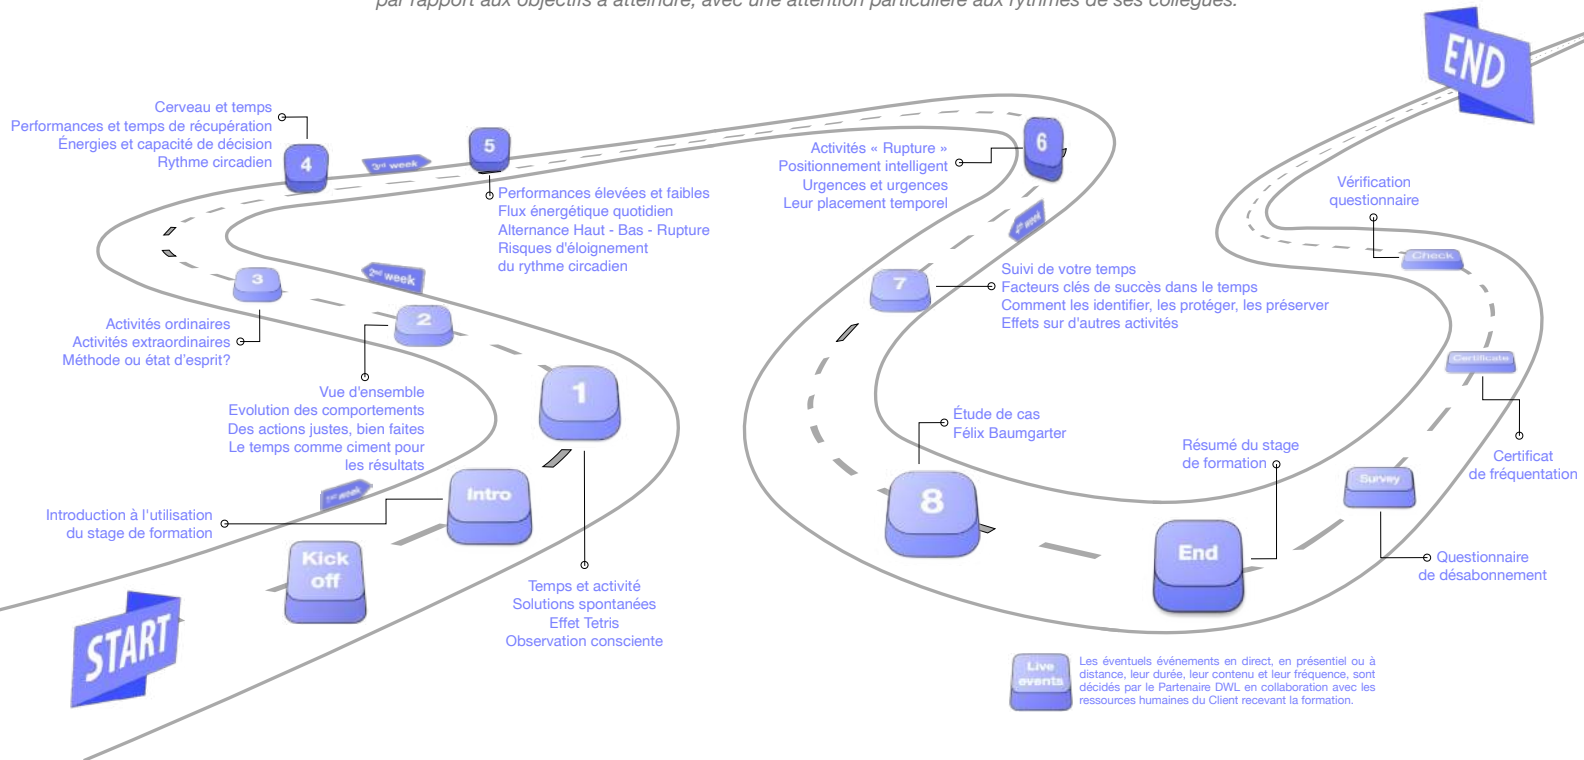 par rapport aux objectifs à atteindre, avec une attention particulière aux rythmes de ses collègues.
START
Kick
off
Intro
Introduction à l'utilisation
du stage de formation
1st week
1
Temps et activité
Solutions spontanées
Effet Tetris
Observation consciente
2
Vue d'ensemble
Evolution des comportements
Des actions justes, bien faites
Le temps comme ciment pour
les résultats
2nd week
3
Activités ordinaires
Activités extraordinaires
Méthode ou état d'esprit?
4
Cerveau et temps
Performances et temps de récupération
Énergies et capacité de décision
Rythme circadien
3rd week
5
Performances élevées et faibles
Flux énergétique quotidien
Alternance Haut - Bas - Rupture
Risques d'éloignement
du rythme circadien
6
Activités « Rupture »
Positionnement intelligent
Urgences et urgences
Leur placement temporel
4th week
7
Suivi de votre temps
Facteurs clés de succès dans le temps
Comment les identifier, les protéger, les préserver
Effets sur d'autres activités
8
Étude de cas
Félix Baumgarter
End
Résumé du stage
de formation
Survey
Questionnaire
de désabonnement
Certificate
Certificat
de fréquentation
Check
Vérification
questionnaire
END
Live
events
Les éventuels événements en direct, en présentiel ou à
distance, leur durée, leur contenu et leur fréquence, sont
décidés par le Partenaire DWL en collaboration avec les
ressources humaines du Client recevant la formation.